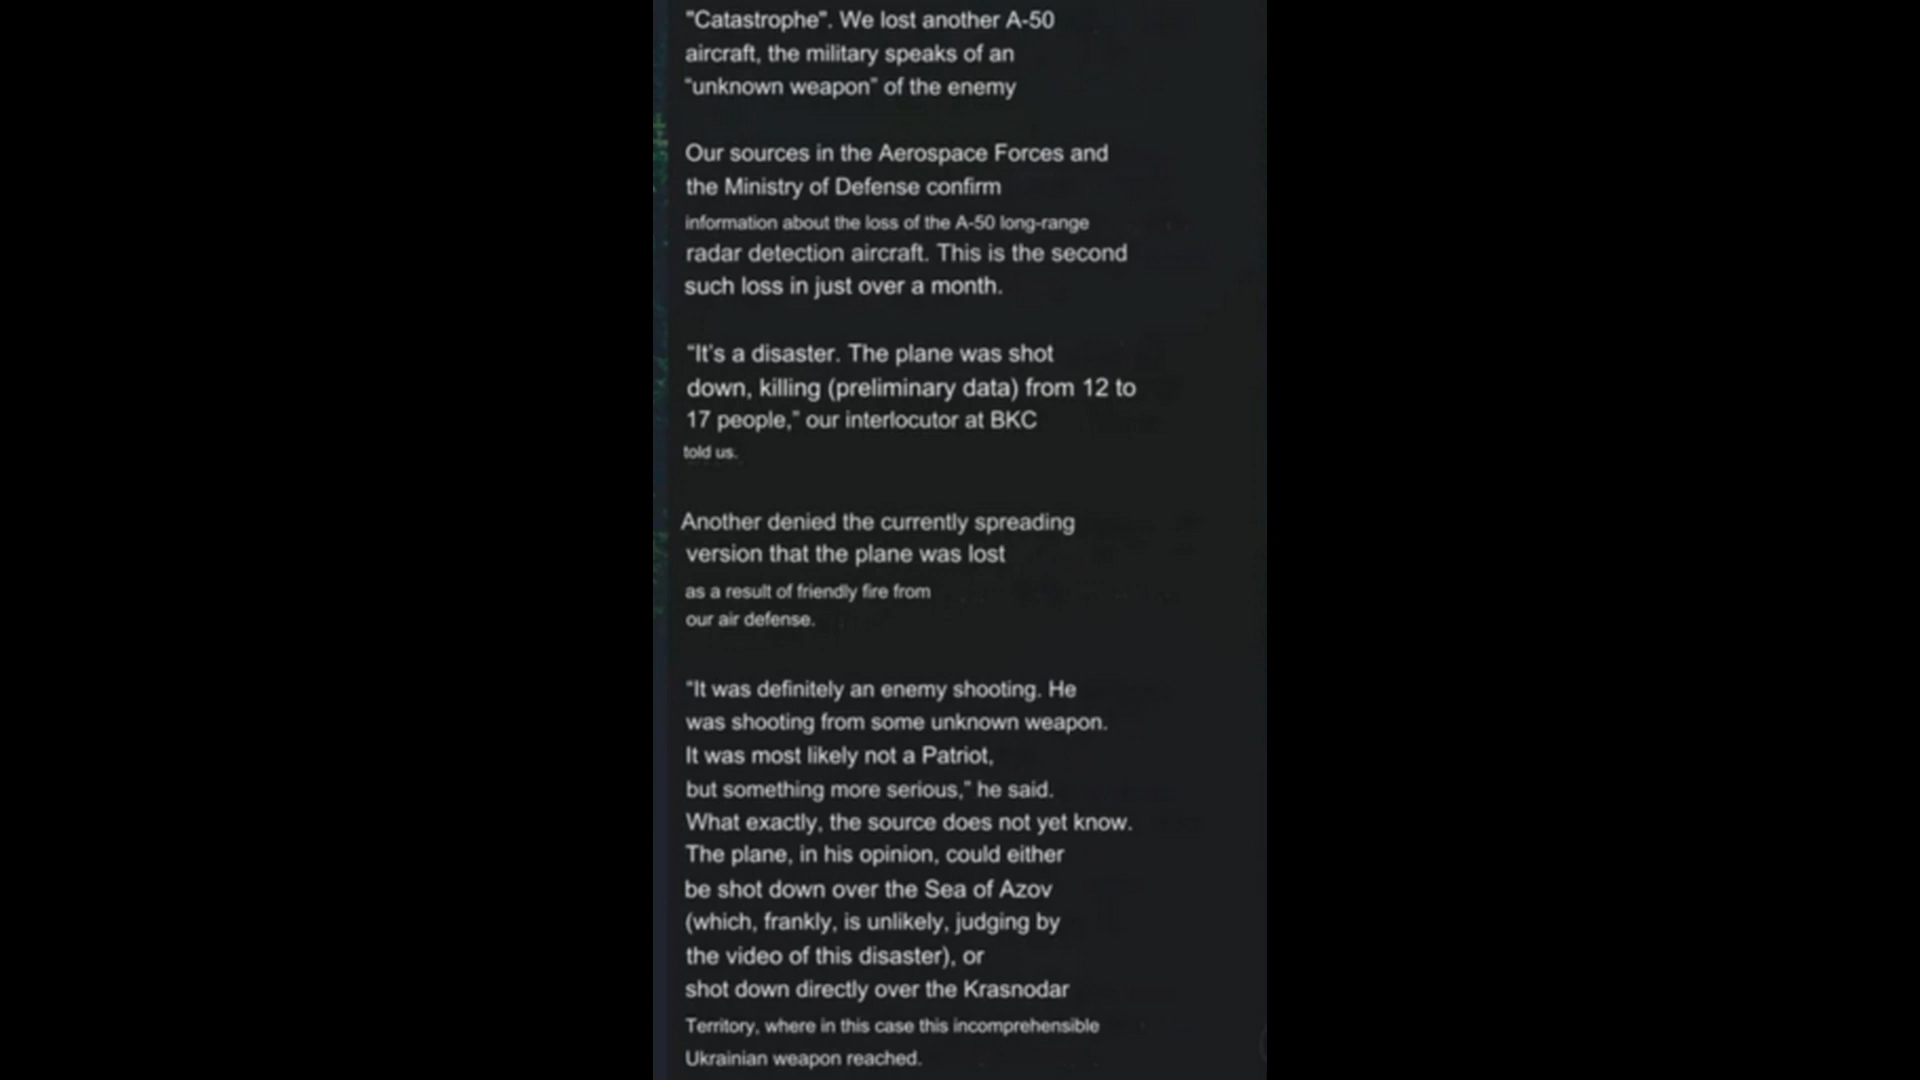 "Catastrophe". We lost another A-50
aircraft, the military speaks of an
"unknown weapon" of the enemy
Our sources in the Aerospace Forces and
the Ministry of Defense confirm
information about the loss of the A-50 long-range
radar detection aircraft. This is the second
such loss in just over a month.
"It's a disaster. The plane was shot
down, killing (preliminary data) from 12 to
17 people," our interlocutor at BKC
told us.
Another denied the currently spreading
version that the plane was lost
as a result of friendly fire from
our air defense.
"It was definitely an enemy shooting. He
was shooting from some unknown weapon.
It was most likely not a Patriot,
but something more serious," he said.
What exactly, the source does not yet know.
The plane, in his opinion, could either
be shot down over the Sea of Azov
(which, frankly, is unlikely, judging by
the video of this disaster), or
shot down directly over the Krasnodar
Territory, where in this case this incomprehensible
Ukrainian weapon reached.